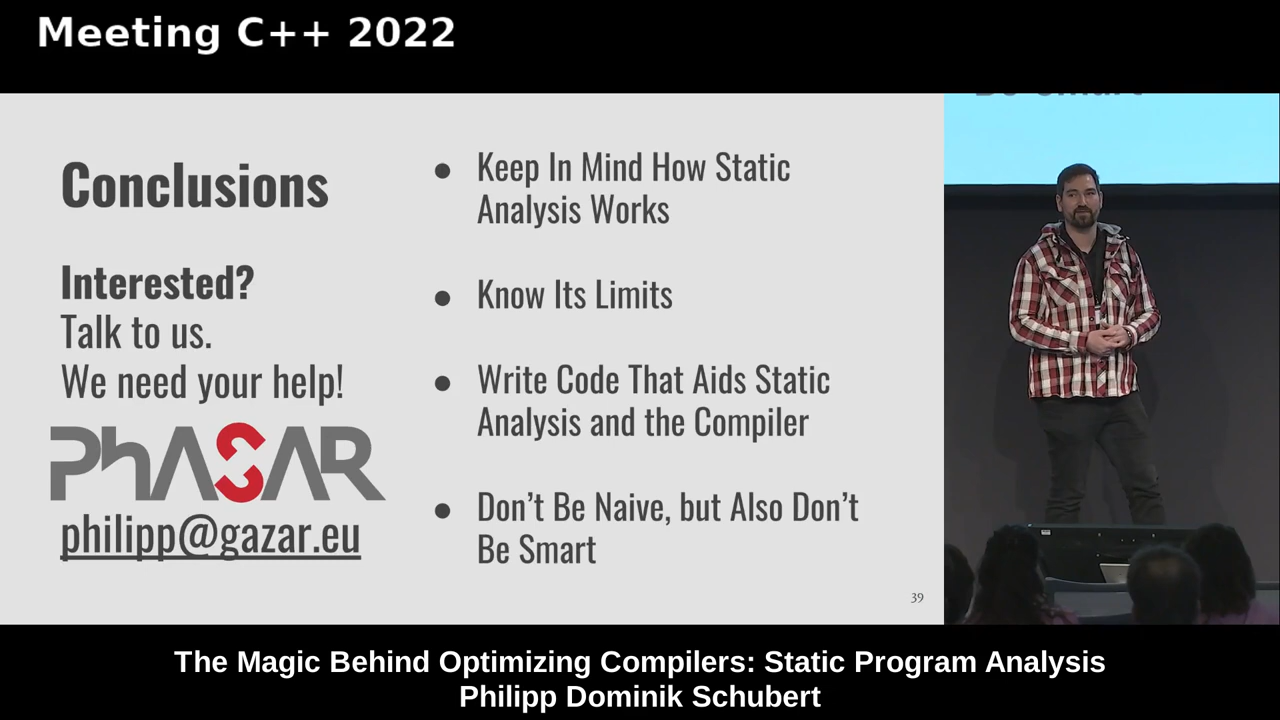 Meeting C++ 2022
Conclusions
Interested?
Talk to us.
We need your help!
PhASAR
philipp@gazar.eu
● Keep In Mind How Static
Analysis Works
● Know Its Limits
● Write Code That Aids Static
Analysis and the Compiler
● Don’t Be Naive, but Also Don’t
Be Smart
39
Be Smart
The Magic Behind Optimizing Compilers: Static Program Analysis
Philipp Dominik Schubert